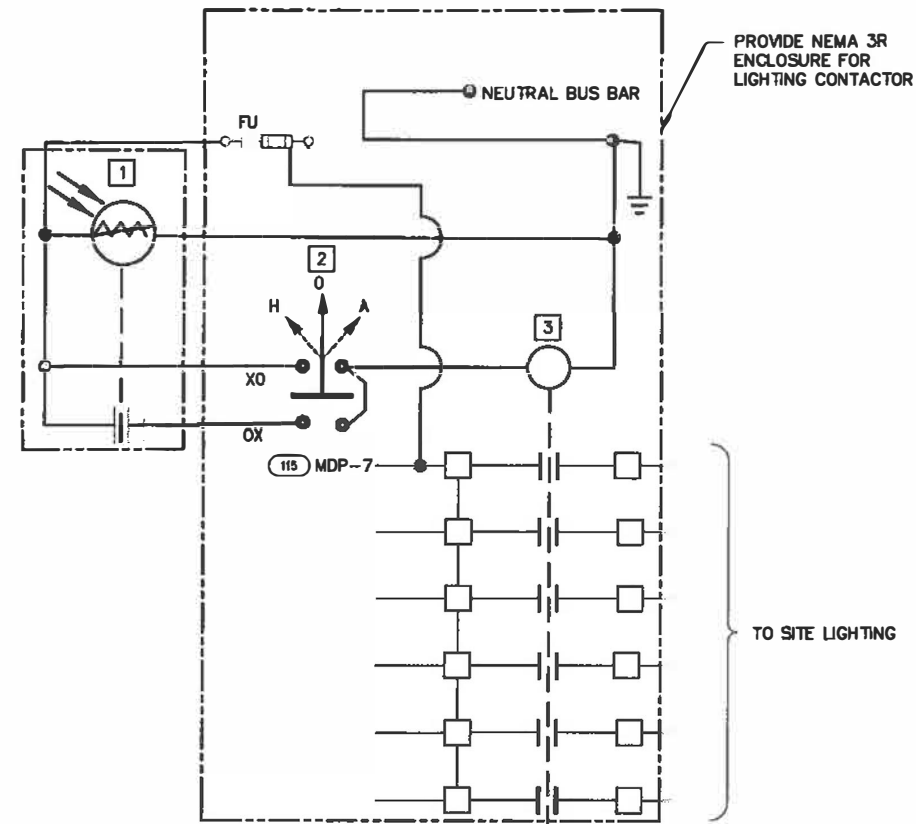 PROVIDE NEMA 3R
ENCLOSURE FOR
LIGHTING CONTACTOR
NEUTRAL BUS BAR
FU
1
2
O
H
A
3
XO
OX
115 MDP-7
TO SITE LIGHTING